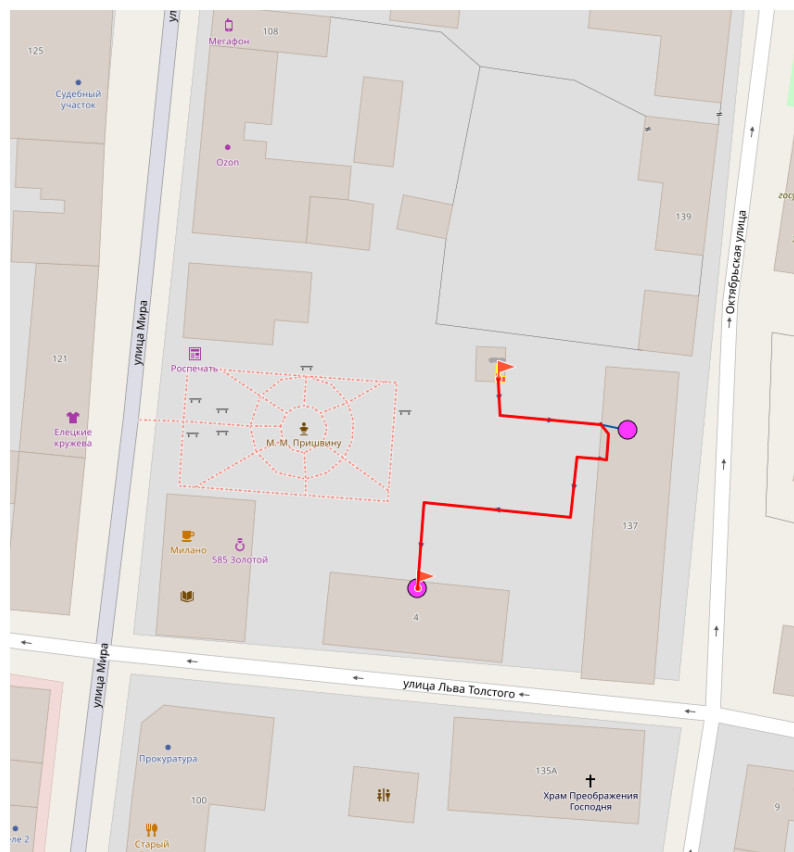 108
Мегафон
125
Судебный
участок
Ozon
139
Октябрьская улица
улица Мира
121
Роспечать
Елецкие
кружева
М. М. Пришвину
137
Милано
585 Золотой
4
улица Мира
улица Льва Толстого
Прокуратура
100
135А
Храм Преображения
Господня
9
Старый